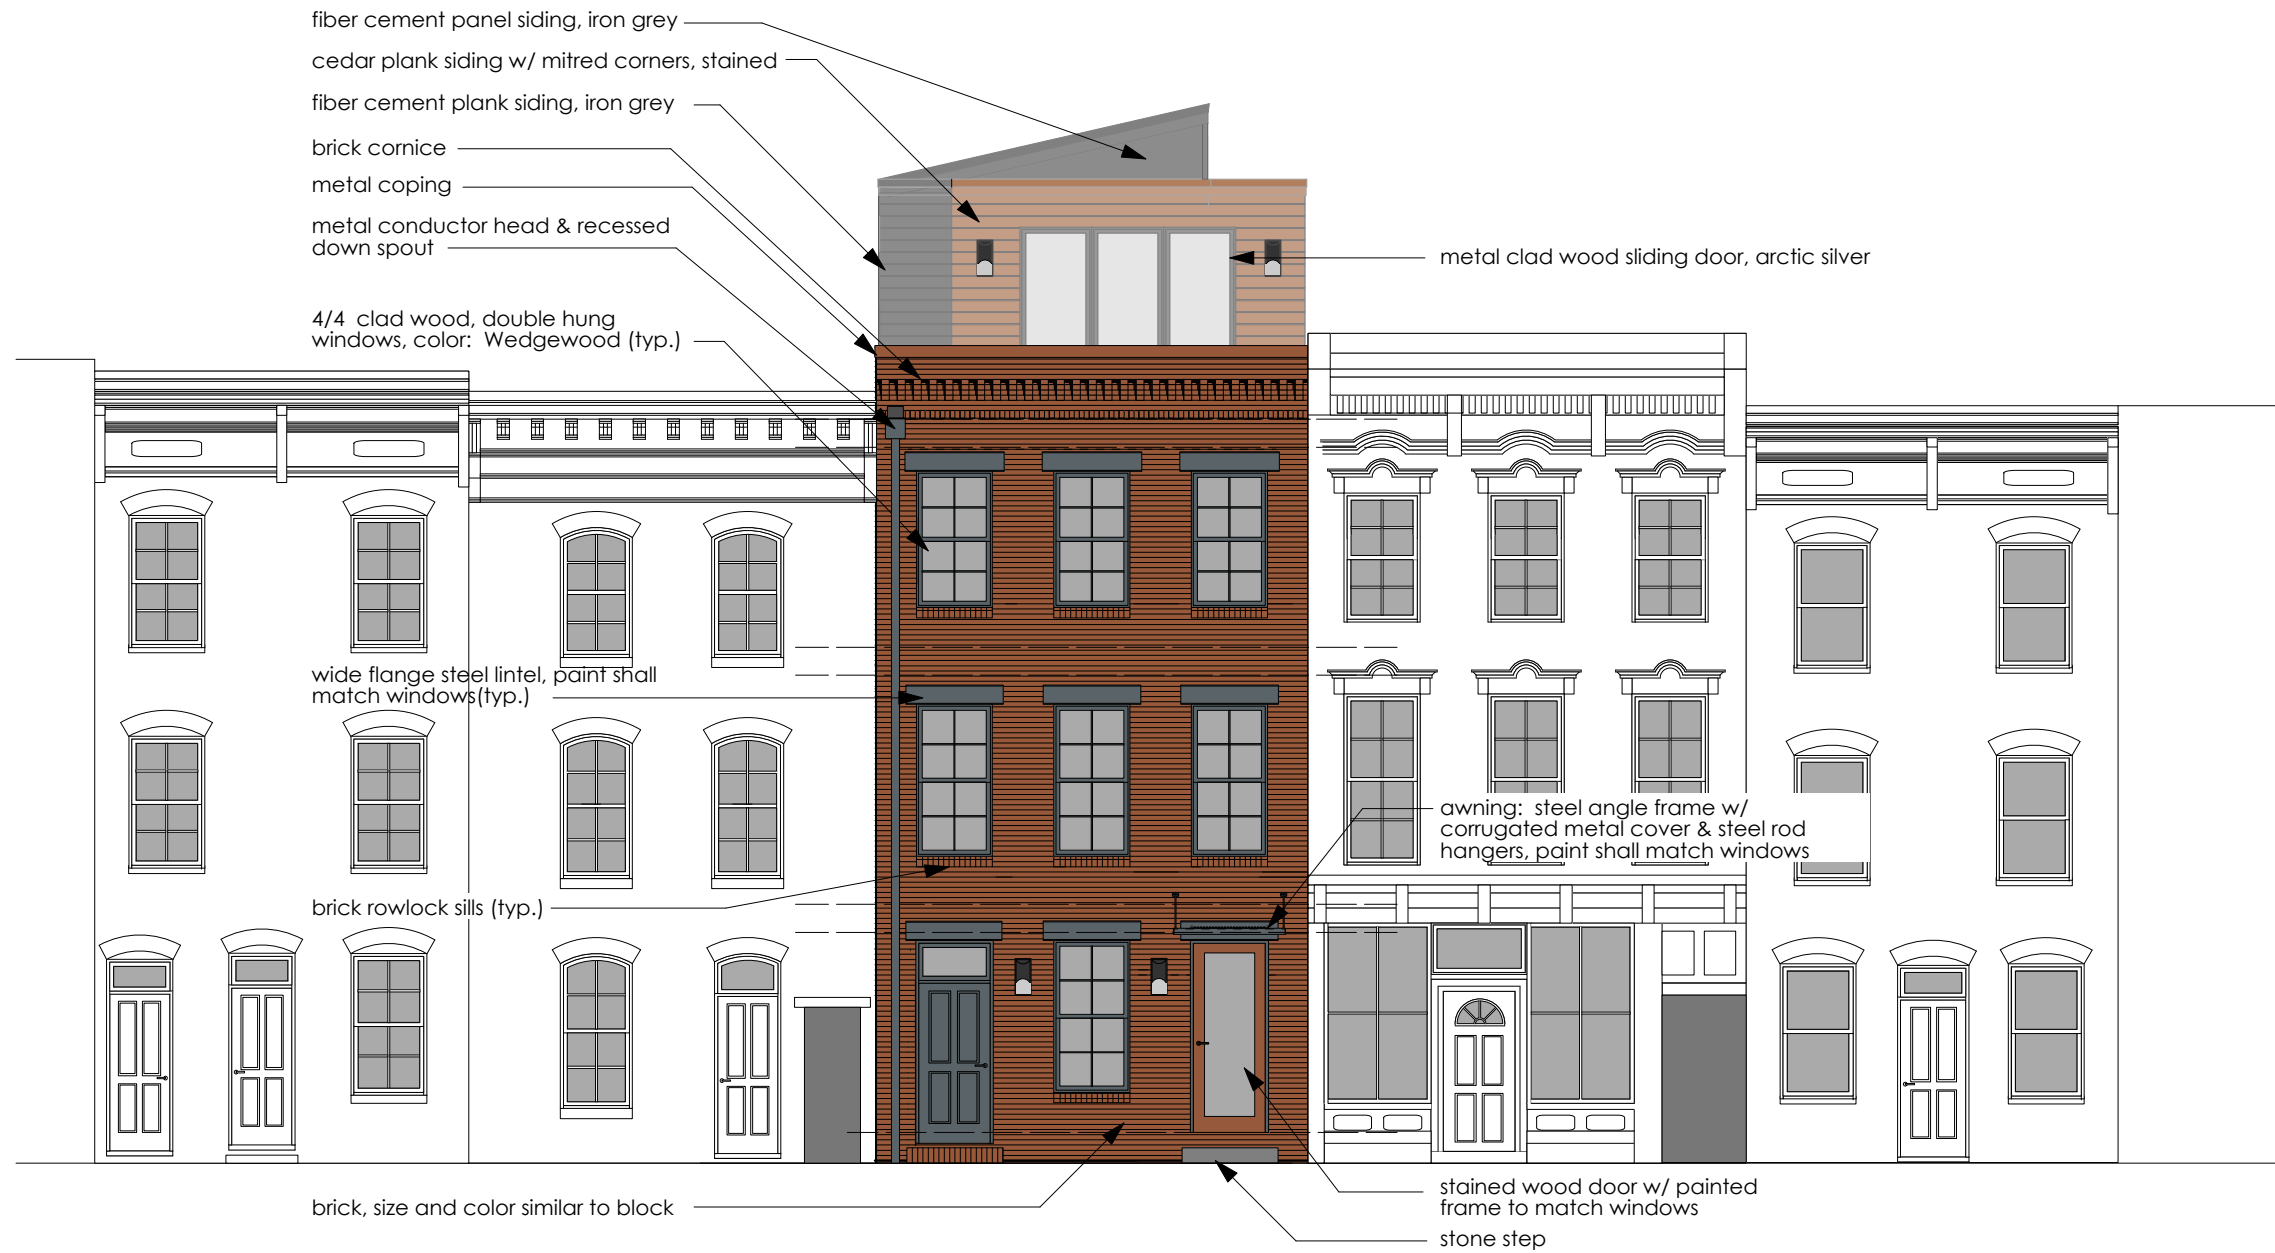 fiber cement panel siding, iron grey
cedar plank siding w/ mitred corners, stained
fiber cement plank siding, iron grey
brick cornice
metal coping
metal conductor head & recessed
down spout
metal clad wood sliding door, arctic silver
4/4  clad wood, double hung
windows, color:  Wedgewood (typ.)
wide flange steel lintel, paint shall
match windows(typ.)
awning:  steel angle frame w/
corrugated metal cover & steel rod
hangers, paint shall match windows
brick rowlock sills (typ.)
brick, size and color similar to block
stained wood door w/ painted
frame to match windows
stone step